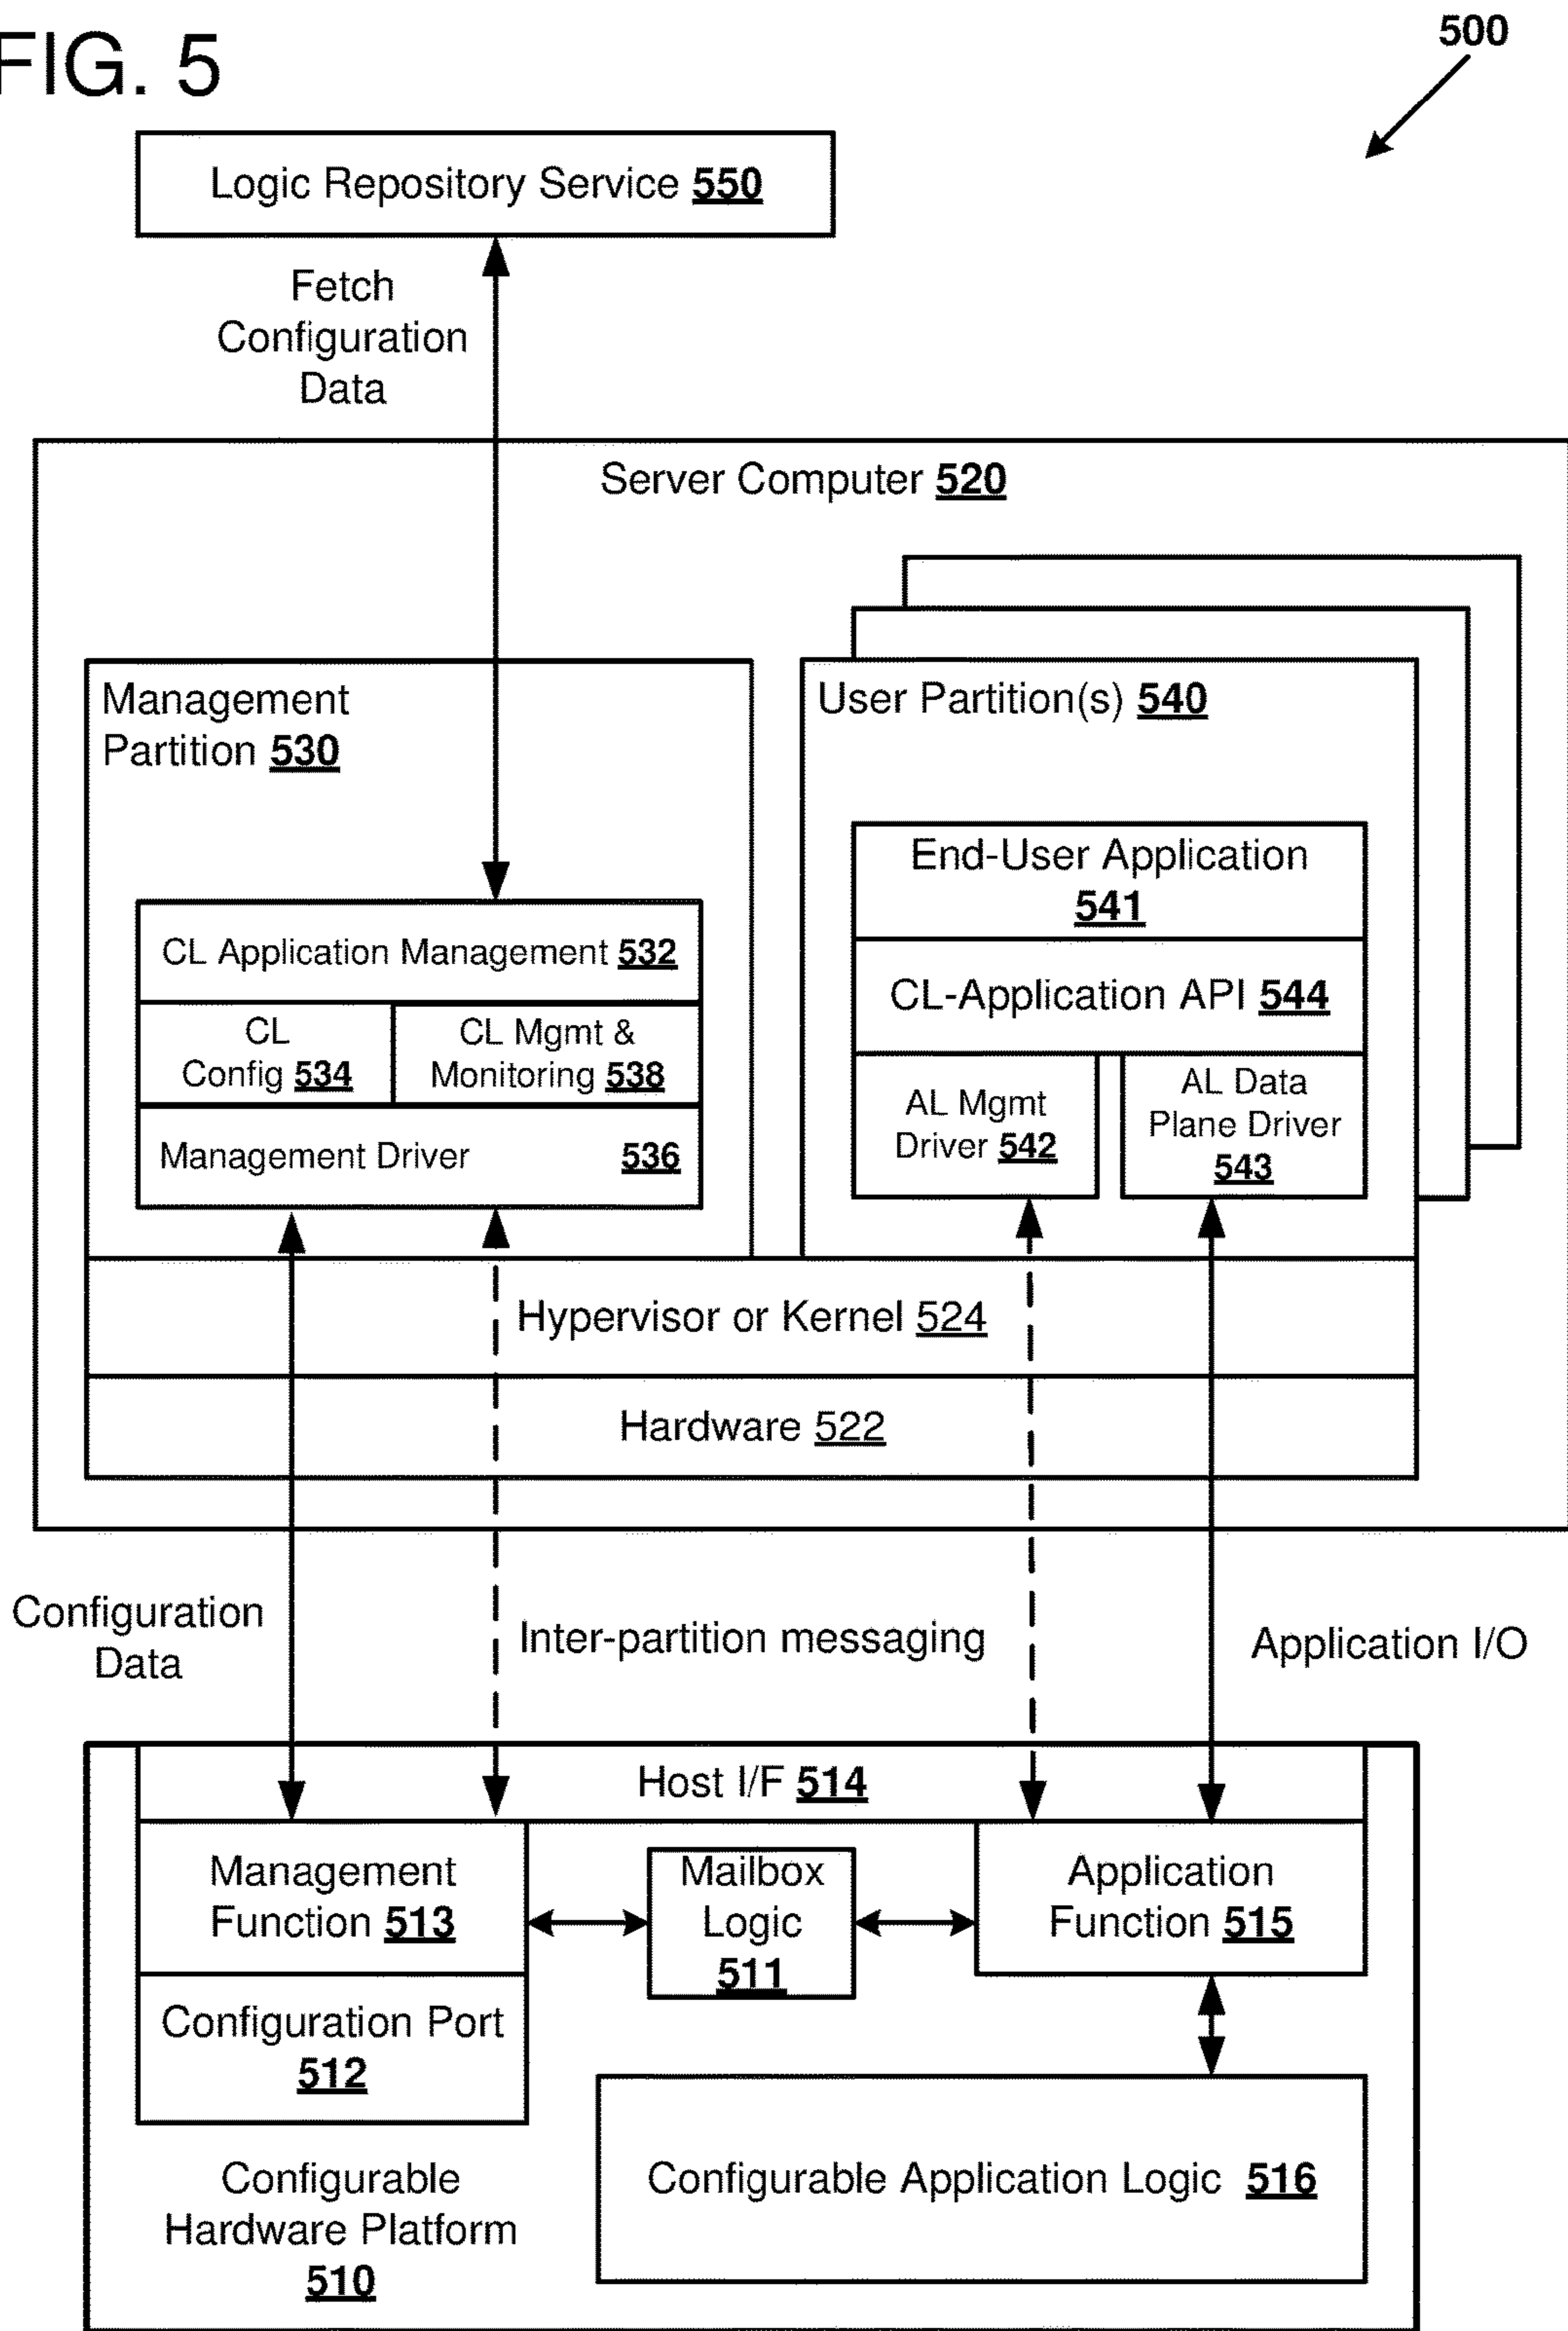 FIG. 5
500
Logic Repository Service 550
Fetch
Configuration
Data
Server Computer 520
Management
Partition 530
User Partition(s) 540
End-User Application
541
CL Application Management 532
CL-Application API 544
CL
Config 534
CL Mgmt &
Monitoring 538
AL Mgmt
Driver 542
AL Data
Plane Driver
543
Management Driver 536
Hypervisor or Kernel 524
Hardware 522
Configuration
Data
Inter-partition messaging
Application I/O
Host I/F 514
Management
Function 513
Mailbox
Logic
511
Application
Function 515
Configuration Port
512
Configurable Application Logic 516
Configurable
Hardware Platform
510